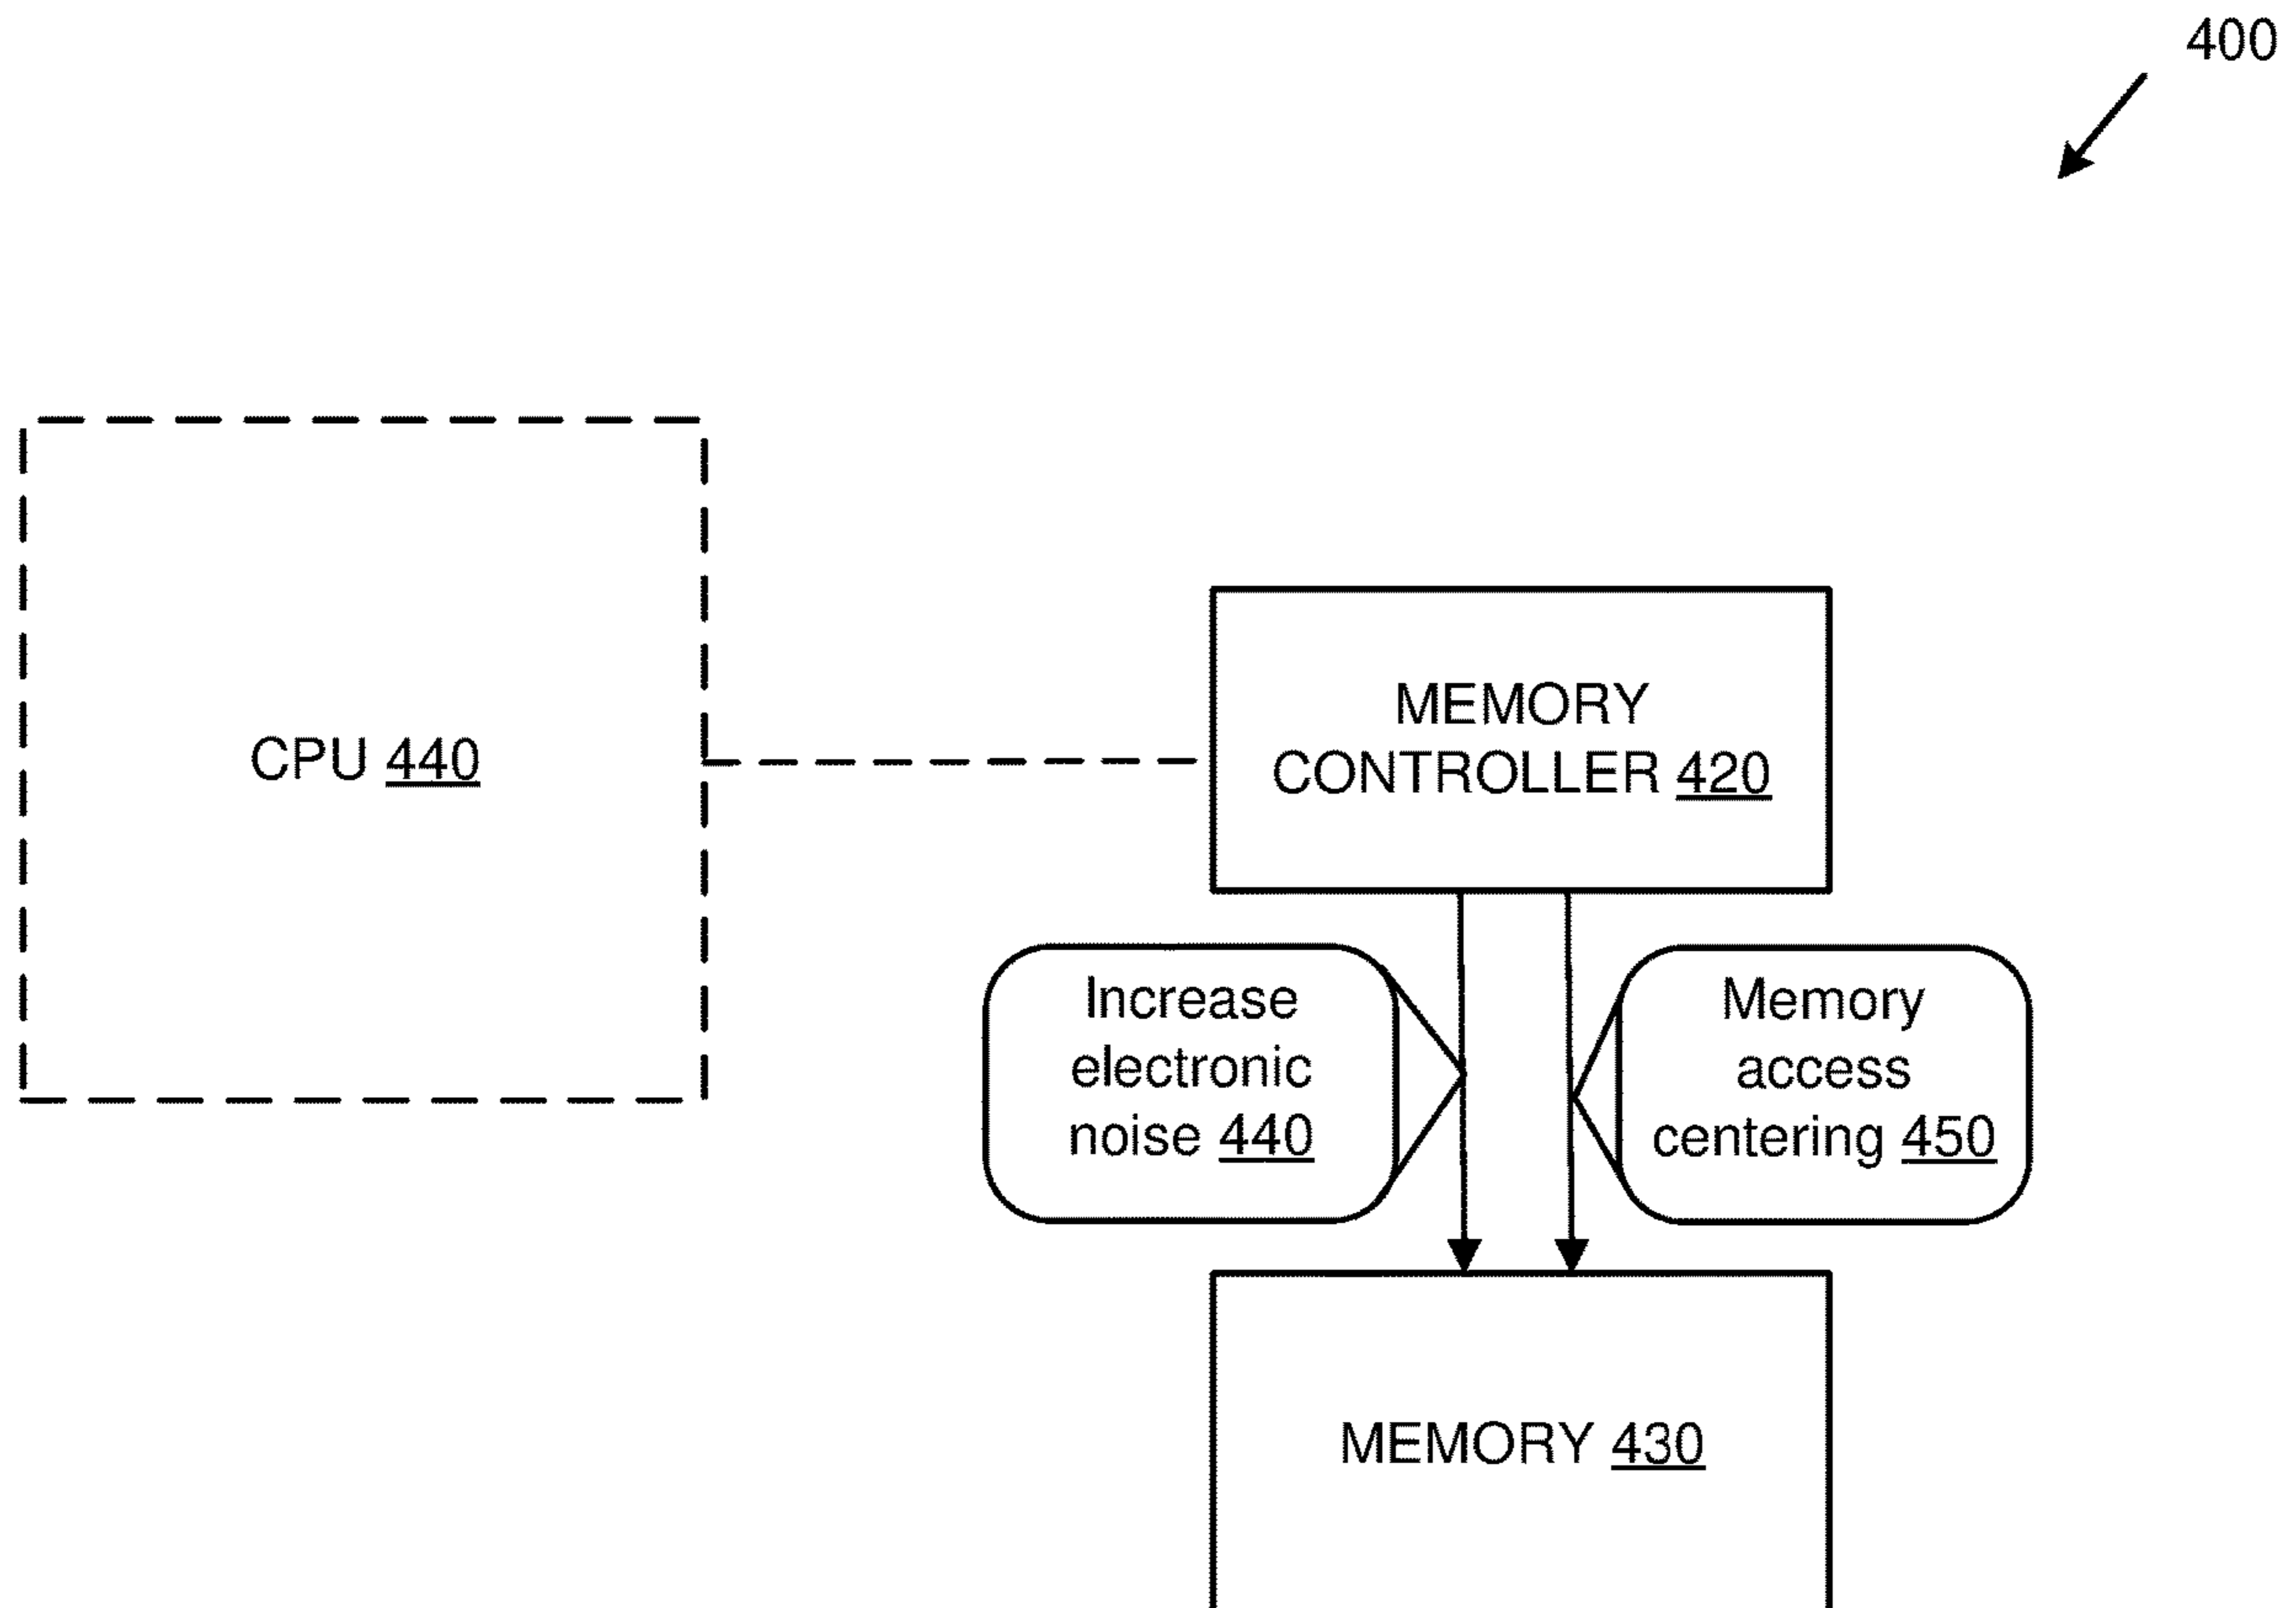 400
CPU 440
MEMORY
CONTROLLER 420
Increase
electronic
noise 440
Memory
access
centering 450
MEMORY 430